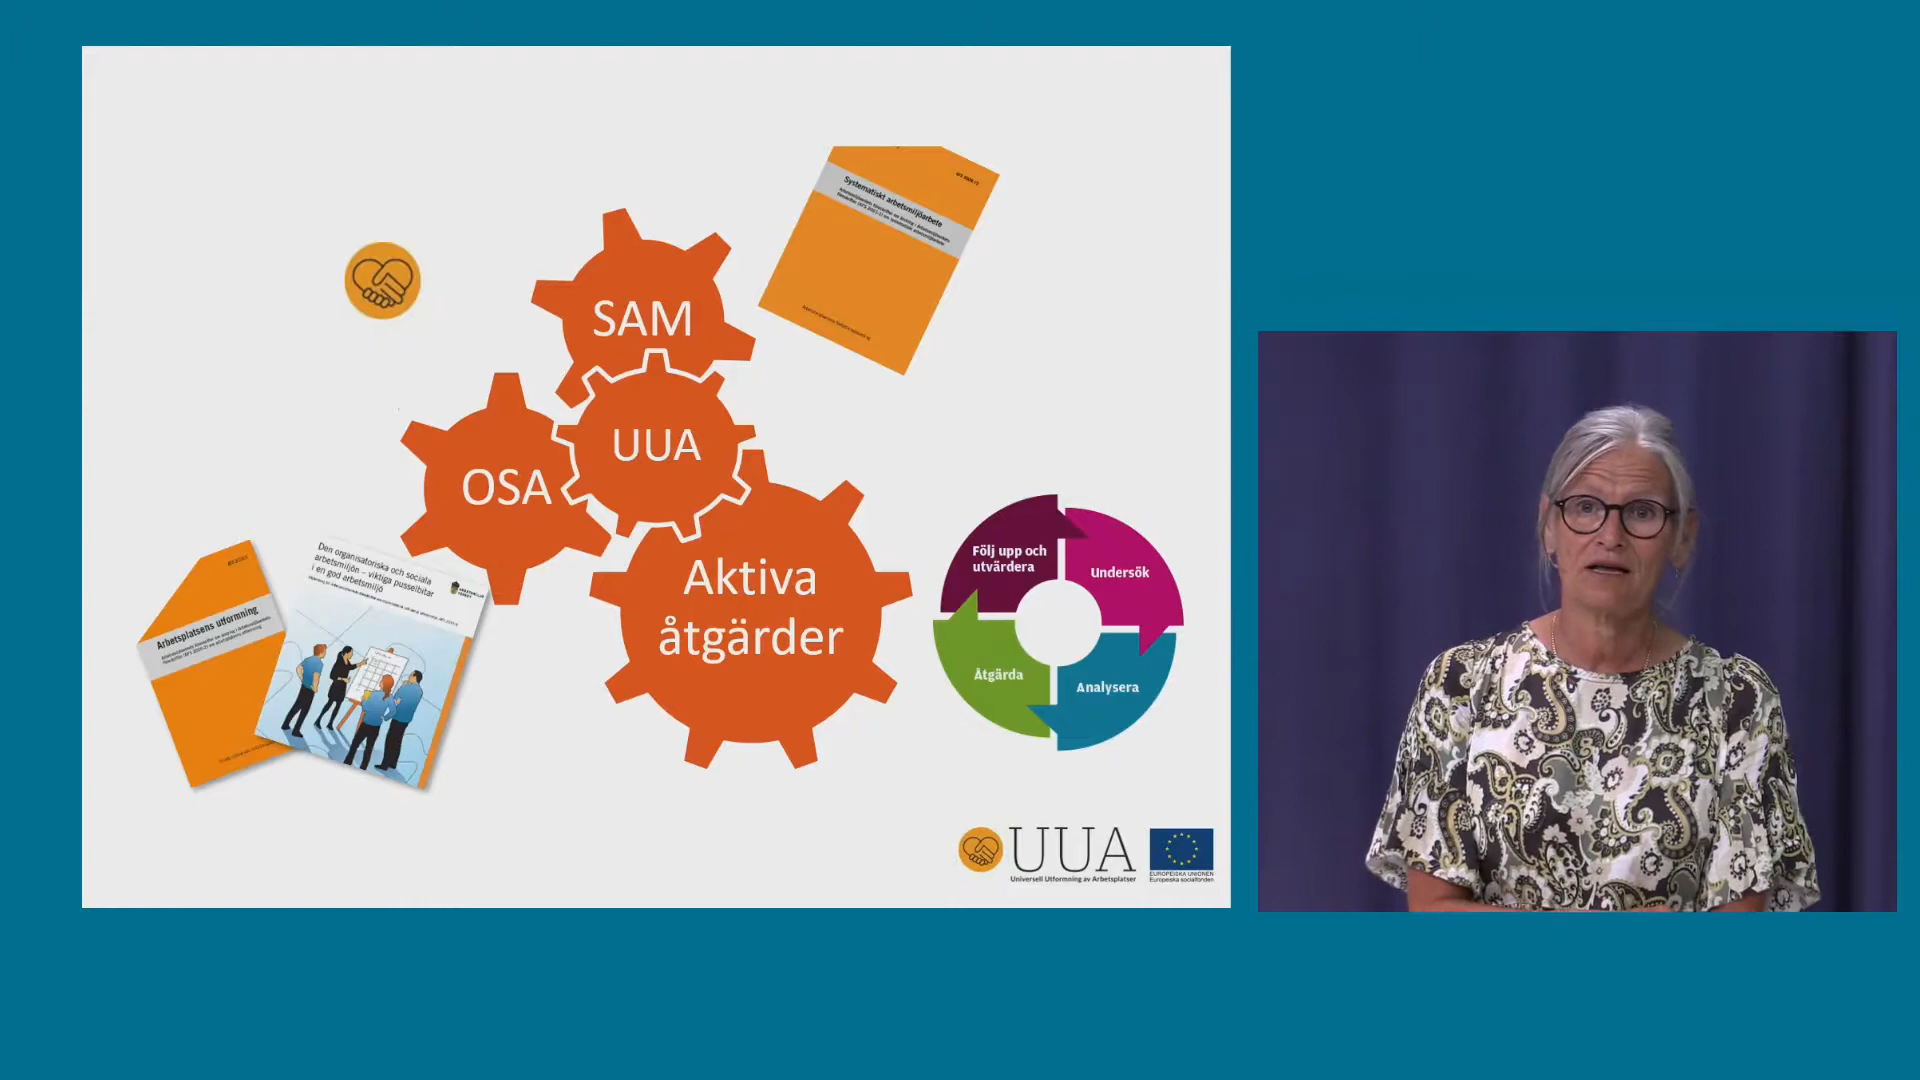 Systematiskt arbetsmiljöarbete
SAM
UUA
OSA
Aktiva
åtgärder
Den organisatoriska och sociala
arbetsmiljön – viktiga pusselbitar
i en god arbetsmiljö
Arbetsplatsens utformning
Följ upp och
utvärdera
Undersök
Åtgärda
Analysera
UUA
Universell Utformning av Arbetsplatser
EUROPEISKA UNIONEN
Europeiska socialfonden